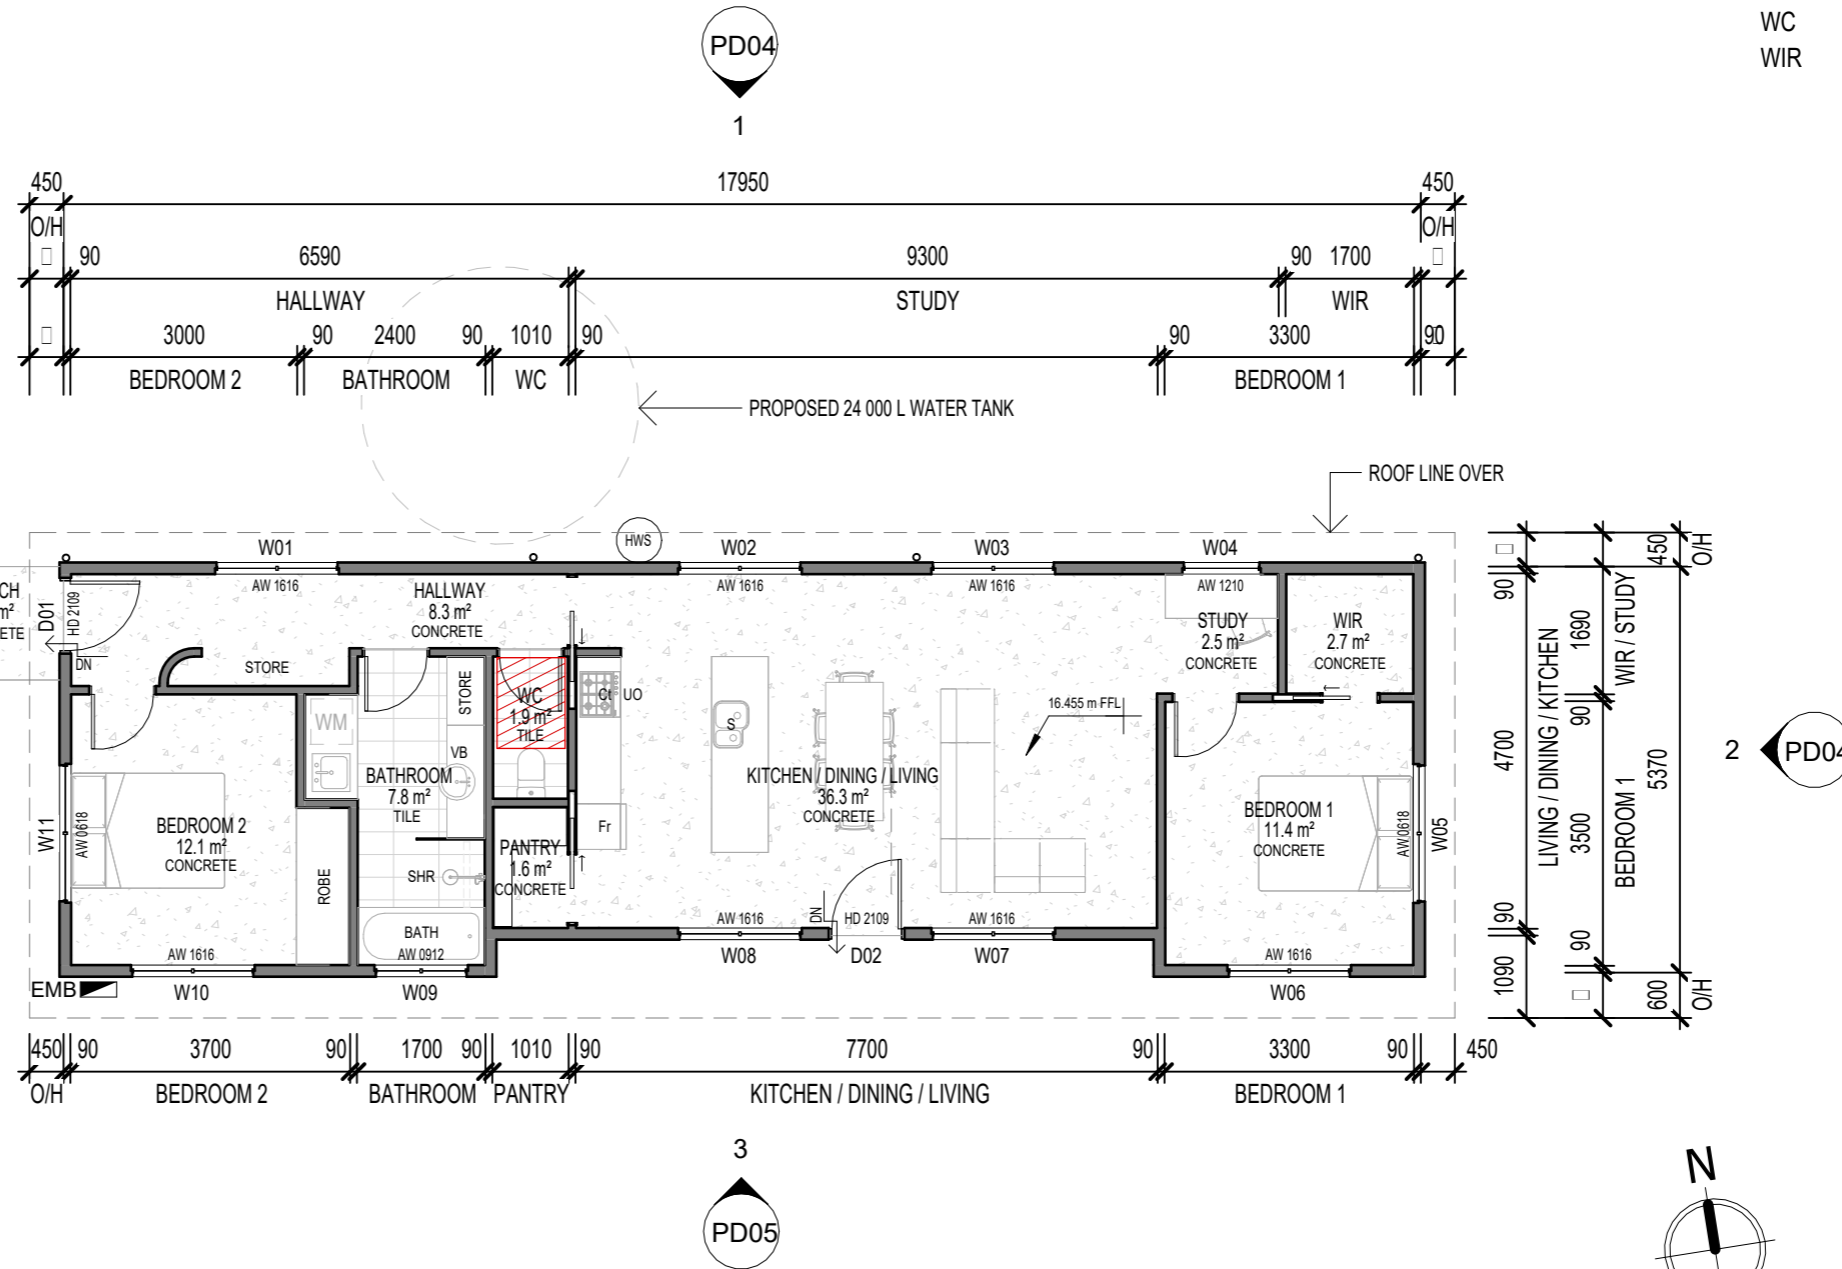 WC
WIR
PD04
1
450 17950 450
O/H O/H
90 6590 9300 90 1700
HALLWAY STUDY WIR
3000 90 2400 90 1010 90 90 3300 90
BEDROOM 2 BATHROOM WC BEDROOM 1
PROPOSED 24 000 L WATER TANK
ROOF LINE OVER
HWS
W01 W02 W03 W04
AW 1616 AW 1616 AW 1616 AW 1210
CH
m²
ETE
D01
HD 2109
DN
HALLWAY
8.3 m²
CONCRETE
STORE
STUDY
2.5 m²
CONCRETE
WIR
2.7 m²
CONCRETE
WC
1.9 m²
TILE
STORE
Ct UO
S
16.455 m FFL
WM
VB
BATHROOM
7.8 m²
TILE
KITCHEN / DINING / LIVING
36.3 m²
CONCRETE
BEDROOM 2
12.1 m²
CONCRETE
BEDROOM 1
11.4 m²
CONCRETE
W11
AW 0618
AW 0618
W05
Fr
PANTRY
1.6 m²
CONCRETE
ROBE
SHR
BATH
AW 0912
AW 1616
AW 1616
DN
HD 2109
AW 1616
AW 1616
EMB
W10 W09 W08 D02 W07 W06
90 4700 90 1090
LIVING / DINING / KITCHEN
1690 90 3500 90
WIR / STUDY
BEDROOM 1
450 5370 600
O/H
O/H
2 PD04
450 90 3700 90 1700 90 1010 90 7700 90 3300 90 450
O/H BEDROOM 2 BATHROOM PANTRY KITCHEN / DINING / LIVING BEDROOM 1
3
PD05
N